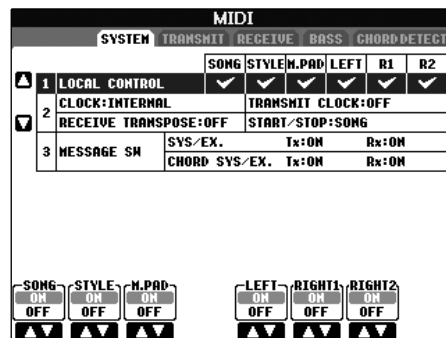 MIDI
SYSTEM TRANSMIT RECEIVE BASS CHORD DETECT
SONG STYLE M.PAD LEFT R1 R2
1 LOCAL CONTROL
2 CLOCK:INTERNAL TRANSMIT CLOCK:OFF
RECEIVE TRANSPOSE:OFF START/STOP:SONG
3 MESSAGE SW SYS/EX. Tx:ON Rx:ON
CHORD SYS/EX. Tx:ON Rx:ON
SONG STYLE M.PAD LEFT RIGHT1 RIGHT2
ON ON ON ON ON ON
OFF OFF OFF OFF OFF OFF